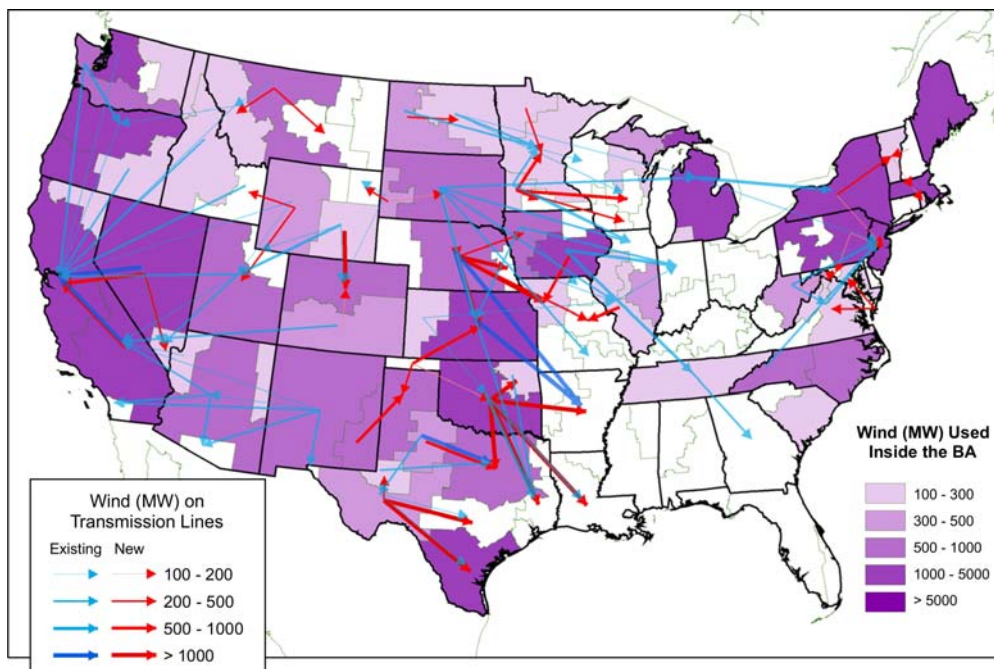 Wind (MW) Used
Inside the BA
100 - 300
300 - 500
500 - 1000
1000 - 5000
> 5000
Wind (MW) on
Transmission Lines
Existing New
100 - 200
200 - 500
500 - 1000
> 1000